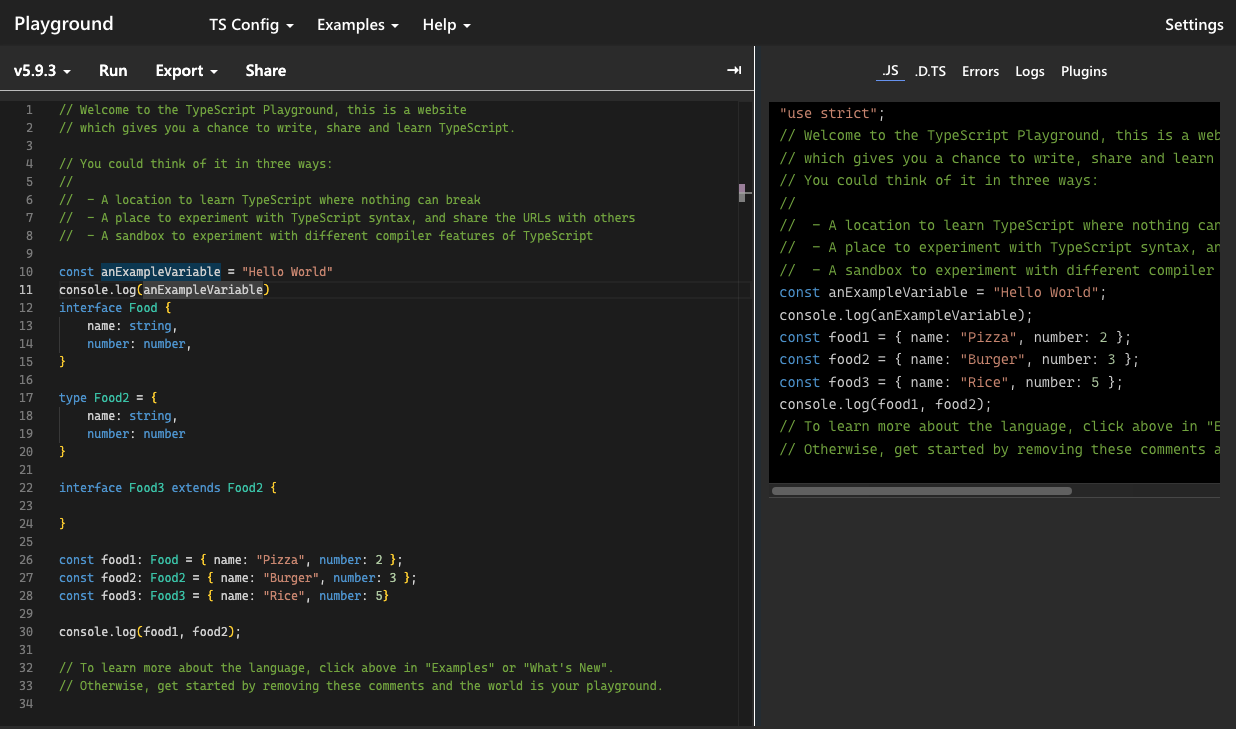 Playground
TS Config
Examples
Help
Settings
v5.9.3
Run
Export
Share
.JS
.D.TS
Errors
Logs
Plugins
1 // Welcome to the TypeScript Playground, this is a website
2 // which gives you a chance to write, share and learn TypeScript.
3
4 // You could think of it in three ways:
5 //
6 //  - A location to learn TypeScript where nothing can break
7 //  - A place to experiment with TypeScript syntax, and share the URLs with others
8 //  - A sandbox to experiment with different compiler features of TypeScript
9
10 const anExampleVariable = "Hello World"
11 console.log(anExampleVariable)
12 interface Food {
13     name: string,
14     number: number,
15 }
16
17 type Food2 = {
18     name: string,
19     number: number
20 }
21
22 interface Food3 extends Food2 {
23
24 }
25
26 const food1: Food = { name: "Pizza", number: 2 };
27 const food2: Food2 = { name: "Burger", number: 3 };
28 const food3: Food3 = { name: "Rice", number: 5}
29
30 console.log(food1, food2);
31
32 // To learn more about the language, click above in "Examples" or "What's New".
33 // Otherwise, get started by removing these comments and the world is your playground.
34
"use strict";
// Welcome to the TypeScript Playground, this is a web
// which gives you a chance to write, share and learn
// You could think of it in three ways:
//
//  - A location to learn TypeScript where nothing can
//  - A place to experiment with TypeScript syntax, an
//  - A sandbox to experiment with different compiler
const anExampleVariable = "Hello World";
console.log(anExampleVariable);
const food1 = { name: "Pizza", number: 2 };
const food2 = { name: "Burger", number: 3 };
const food3 = { name: "Rice", number: 5 };
console.log(food1, food2);
// To learn more about the language, click above in "E
// Otherwise, get started by removing these comments a